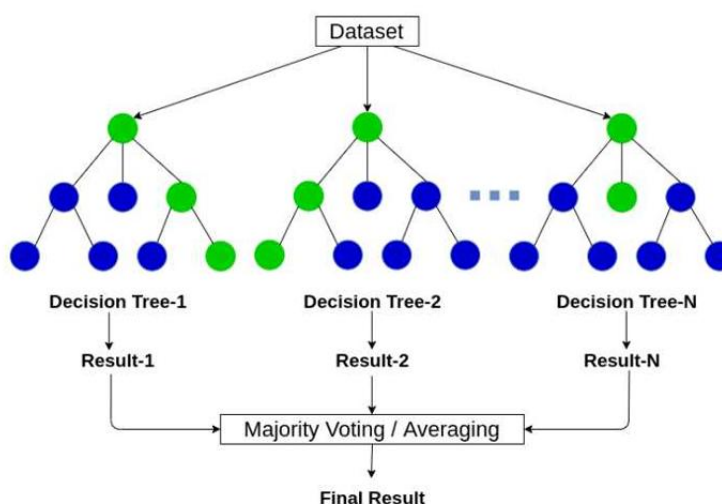 Dataset
Decision Tree-1
Decision Tree-2
Decision Tree-N
Result-1
Result-2
Result-N
Majority Voting / Averaging
Final Result